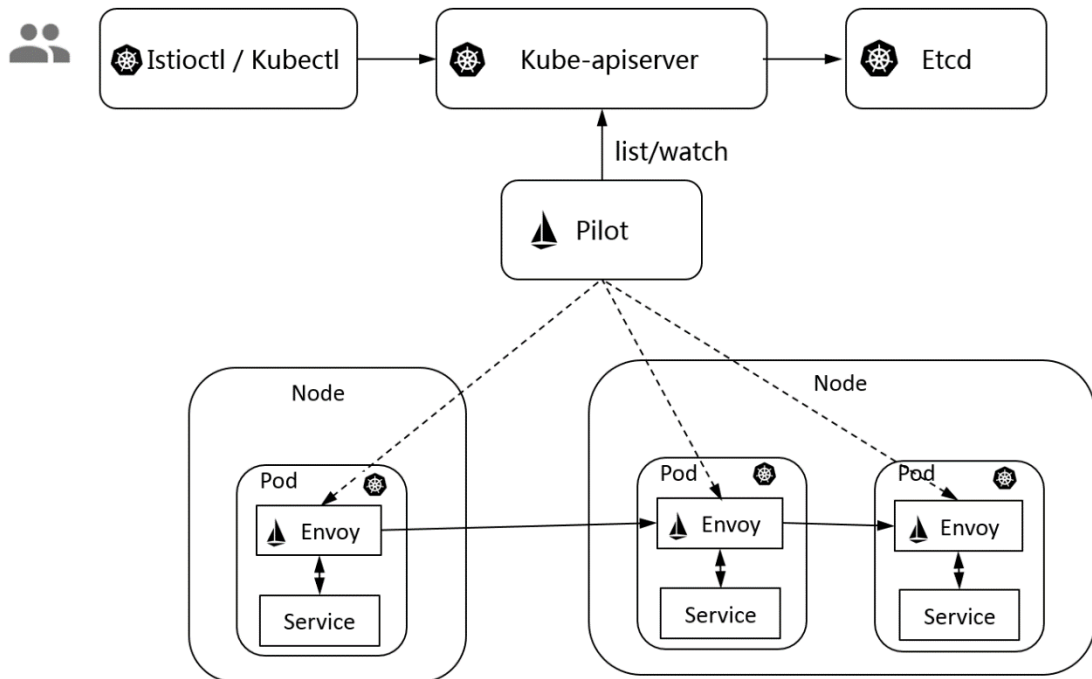 Istioctl / Kubectl
Kube-apiserver
Etcd
list/watch
Pilot
Node
Node
Pod
Pod
Pod
Envoy
Envoy
Envoy
Service
Service
Service